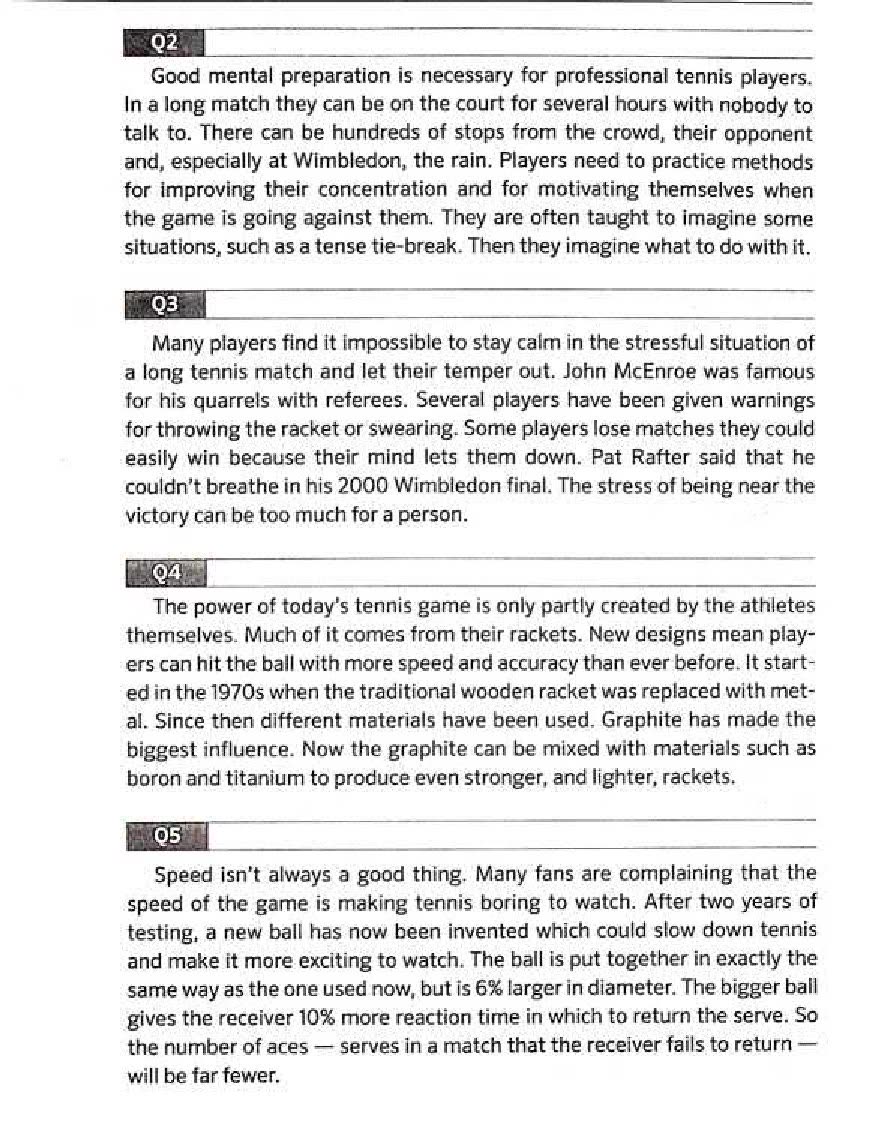 Q2
Good mental preparation is necessary for professional tennis players.
In a long match they can be on the court for several hours with nobody to
talk to. There can be hundreds of stops from the crowd, their opponent
and, especially at Wimbledon, the rain. Players need to practice methods
for improving their concentration and for motivating themselves when
the game is going against them. They are often taught to imagine some
situations, such as a tense tie-break. Then they imagine what to do with it.
Q3
Many players find it impossible to stay calm in the stressful situation of
a long tennis match and let their temper out. John McEnroe was famous
for his quarrels with referees. Several players have been given warnings
for throwing the racket or swearing. Some players lose matches they could
easily win because their mind lets them down. Pat Rafter said that he
couldn't breathe in his 2000 Wimbledon final. The stress of being near the
victory can be too much for a person.
Q4
The power of today's tennis game is only partly created by the athletes
themselves. Much of it comes from their rackets. New designs mean play-
ers can hit the ball with more speed and accuracy than ever before. It start-
ed in the 1970s when the traditional wooden racket was replaced with met-
al. Since then different materials have been used. Graphite has made the
biggest influence. Now the graphite can be mixed with materials such as
boron and titanium to produce even stronger, and lighter, rackets.
Q5
Speed isn't always a good thing. Many fans are complaining that the
speed of the game is making tennis boring to watch. After two years of
testing, a new ball has now been invented which could slow down tennis
and make it more exciting to watch. The ball is put together in exactly the
same way as the one used now, but is 6% larger in diameter. The bigger ball
gives the receiver 10% more reaction time in which to return the serve. So
the number of aces — serves in a match that the receiver fails to return —
will be far fewer.